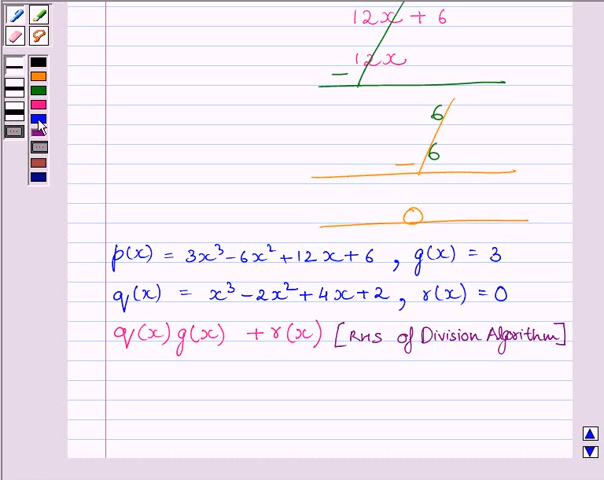 12x + 6
− 12x
6
− 6
0
p(x) = 3x³ − 6x² + 12x + 6 , g(x) = 3
q(x) = x³ − 2x² + 4x + 2 , r(x) = 0
q(x) g(x) + r(x) [RHS of Division Algorithm]